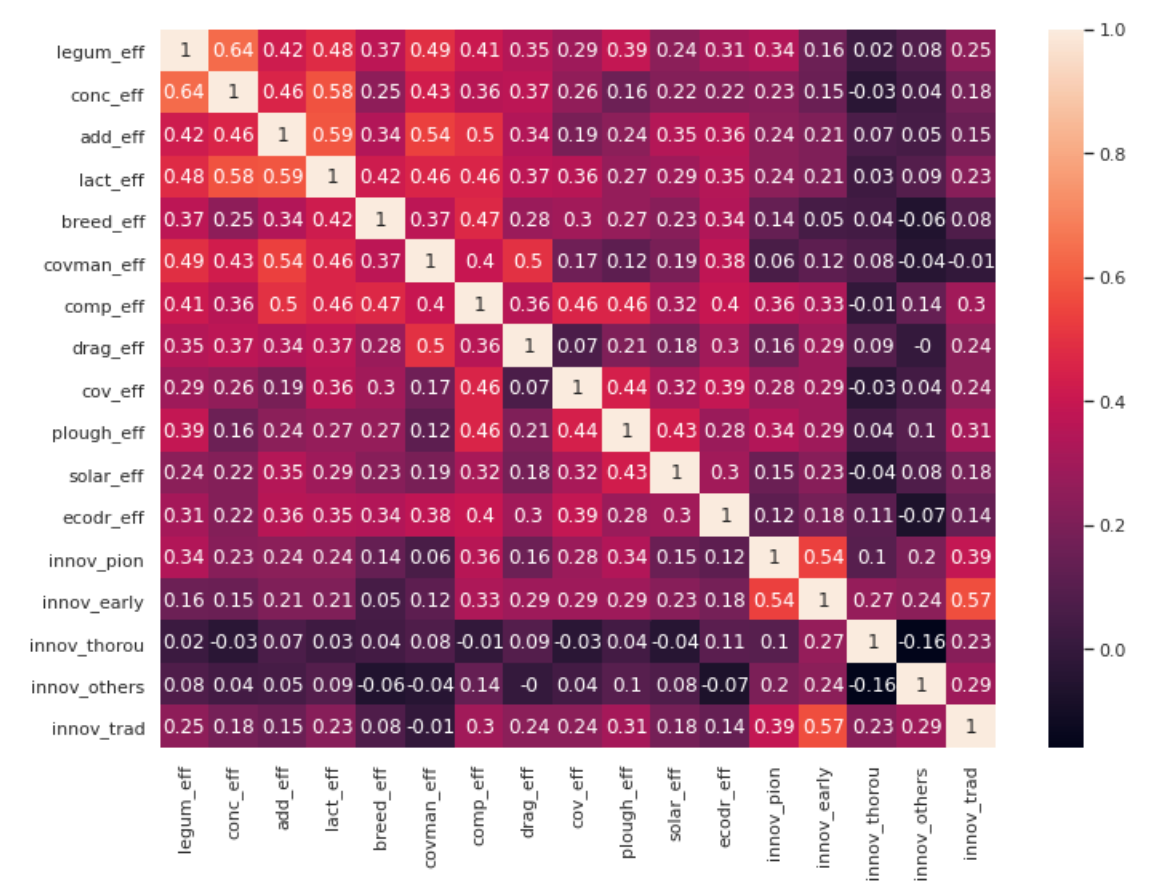 1.0
legum_eff 1 0.64 0.42 0.48 0.37 0.49 0.41 0.35 0.29 0.39 0.24 0.31 0.34 0.16 0.02 0.08 0.25
conc_eff 0.64 1 0.46 0.58 0.25 0.43 0.36 0.37 0.26 0.16 0.22 0.22 0.23 0.15 -0.03 0.04 0.18
add_eff 0.42 0.46 1 0.59 0.34 0.54 0.5 0.34 0.19 0.24 0.35 0.36 0.24 0.21 0.07 0.05 0.15
0.8
lact_eff 0.48 0.58 0.59 1 0.42 0.46 0.46 0.37 0.36 0.27 0.29 0.35 0.24 0.21 0.03 0.09 0.23
breed_eff 0.37 0.25 0.34 0.42 1 0.37 0.47 0.28 0.3 0.27 0.23 0.34 0.14 0.05 0.04 -0.06 0.08
covman_eff 0.49 0.43 0.54 0.46 0.37 1 0.4 0.5 0.17 0.12 0.19 0.38 0.06 0.12 0.08 -0.04 -0.01
0.6
comp_eff 0.41 0.36 0.5 0.46 0.47 0.4 1 0.36 0.46 0.46 0.32 0.4 0.36 0.33 -0.01 0.14 0.3
drag_eff 0.35 0.37 0.34 0.37 0.28 0.5 0.36 1 0.07 0.21 0.18 0.3 0.16 0.29 0.09 -0 0.24
cov_eff 0.29 0.26 0.19 0.36 0.3 0.17 0.46 0.07 1 0.44 0.32 0.39 0.28 0.29 -0.03 0.04 0.24
0.4
plough_eff 0.39 0.16 0.24 0.27 0.27 0.12 0.46 0.21 0.44 1 0.43 0.28 0.34 0.29 0.04 0.1 0.31
solar_eff 0.24 0.22 0.35 0.29 0.23 0.19 0.32 0.18 0.32 0.43 1 0.3 0.15 0.23 -0.04 0.08 0.18
ecodr_eff 0.31 0.22 0.36 0.35 0.34 0.38 0.4 0.3 0.39 0.28 0.3 1 0.12 0.18 0.11 -0.07 0.14
0.2
innov_pion 0.34 0.23 0.24 0.24 0.14 0.06 0.36 0.16 0.28 0.34 0.15 0.12 1 0.54 0.1 0.2 0.39
innov_early 0.16 0.15 0.21 0.21 0.05 0.12 0.33 0.29 0.29 0.29 0.23 0.18 0.54 1 0.27 0.24 0.57
innov_thorou 0.02 -0.03 0.07 0.03 0.04 0.08 -0.01 0.09 -0.03 0.04 -0.04 0.11 0.1 0.27 1 -0.16 0.23
0.0
innov_others 0.08 0.04 0.05 0.09 -0.06 -0.04 0.14 -0 0.04 0.1 0.08 -0.07 0.2 0.24 -0.16 1 0.29
innov_trad 0.25 0.18 0.15 0.23 0.08 -0.01 0.3 0.24 0.24 0.31 0.18 0.14 0.39 0.57 0.23 0.29 1
legum_eff
conc_eff
add_eff
lact_eff
breed_eff
covman_eff
comp_eff
drag_eff
cov_eff
plough_eff
solar_eff
ecodr_eff
innov_pion
innov_early
innov_thorou
innov_others
innov_trad